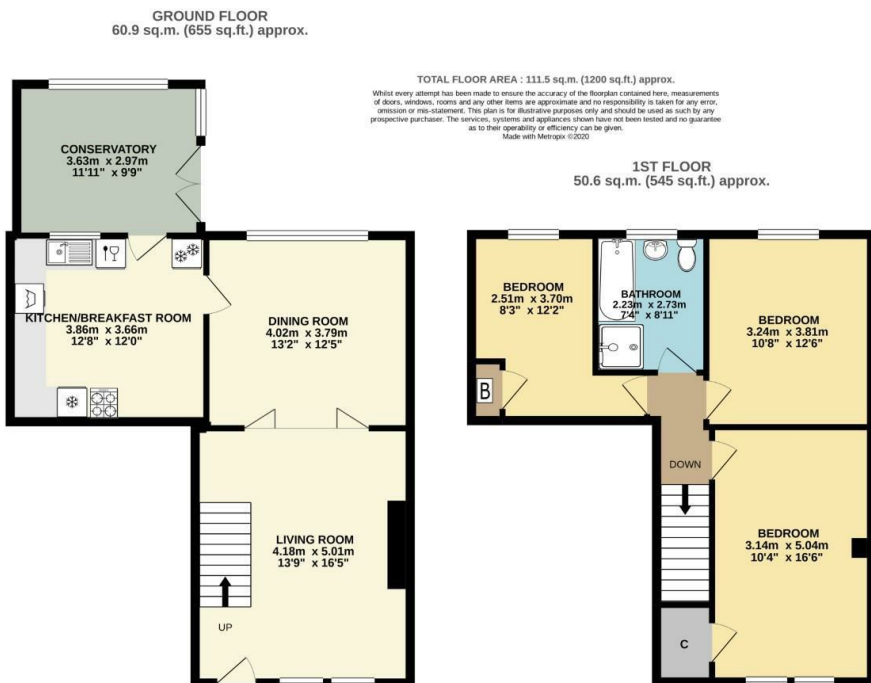 GROUND FLOOR
60.9 sq.m. (655 sq.ft.) approx.
TOTAL FLOOR AREA : 111.5 sq.m. (1200 sq.ft.) approx.
Whilst every attempt has been made to ensure the accuracy of the floorplan contained here, measurements
of doors, windows, rooms and any other items are approximate and no responsibility is taken for any error,
omission or mis-statement. This plan is for illustrative purposes only and should be used as such by any
prospective purchaser. The services, systems and appliances shown have not been tested and no guarantee
as to their operability or efficiency can be given.
Made with Metropix ©2020
CONSERVATORY
3.63m x 2.97m
11'11" x 9'9"
KITCHEN/BREAKFAST ROOM
3.86m x 3.66m
12'8" x 12'0"
DINING ROOM
4.02m x 3.79m
13'2" x 12'5"
LIVING ROOM
4.18m x 5.01m
13'9" x 16'5"
UP
1ST FLOOR
50.6 sq.m. (545 sq.ft.) approx.
BEDROOM
2.51m x 3.70m
8'3" x 12'2"
B
BATHROOM
2.23m x 2.73m
7'4" x 8'11"
BEDROOM
3.24m x 3.81m
10'8" x 12'6"
DOWN
BEDROOM
3.14m x 5.04m
10'4" x 16'6"
C